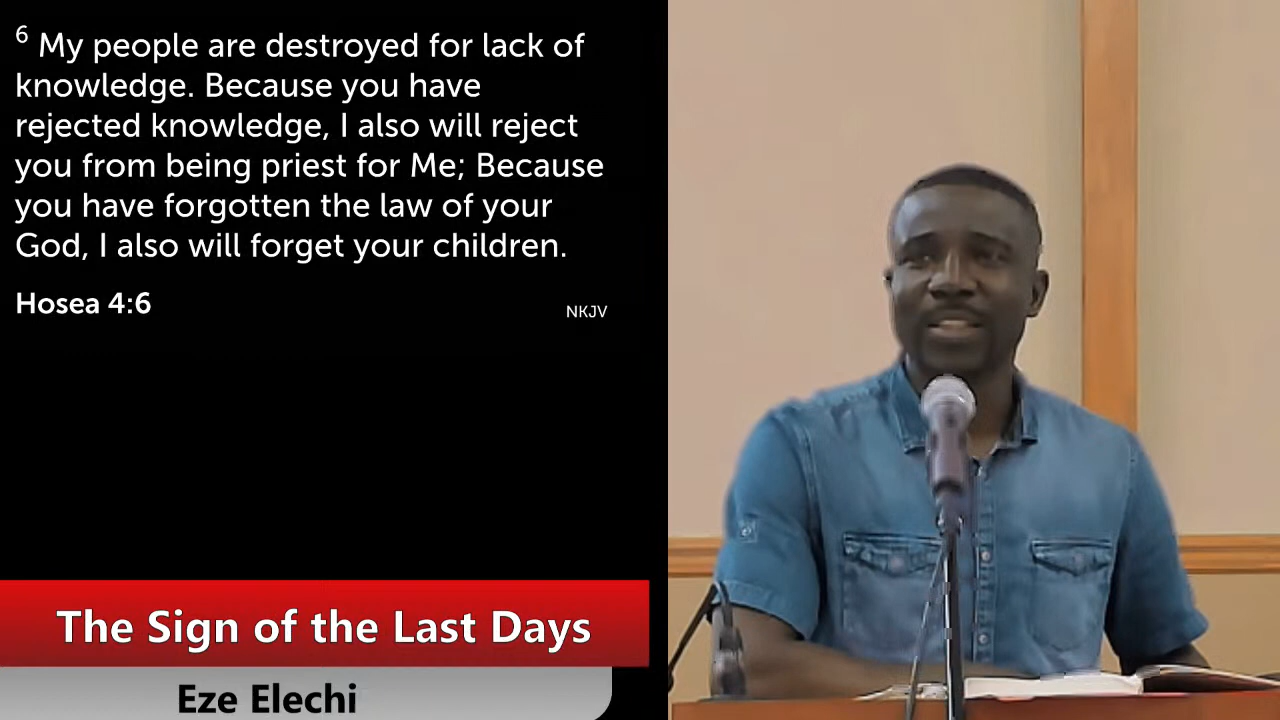 6 My people are destroyed for lack of
knowledge. Because you have
rejected knowledge, I also will reject
you from being priest for Me; Because
you have forgotten the law of your
God, I also will forget your children.
Hosea 4:6
NKJV
The Sign of the Last Days
Eze Elechi